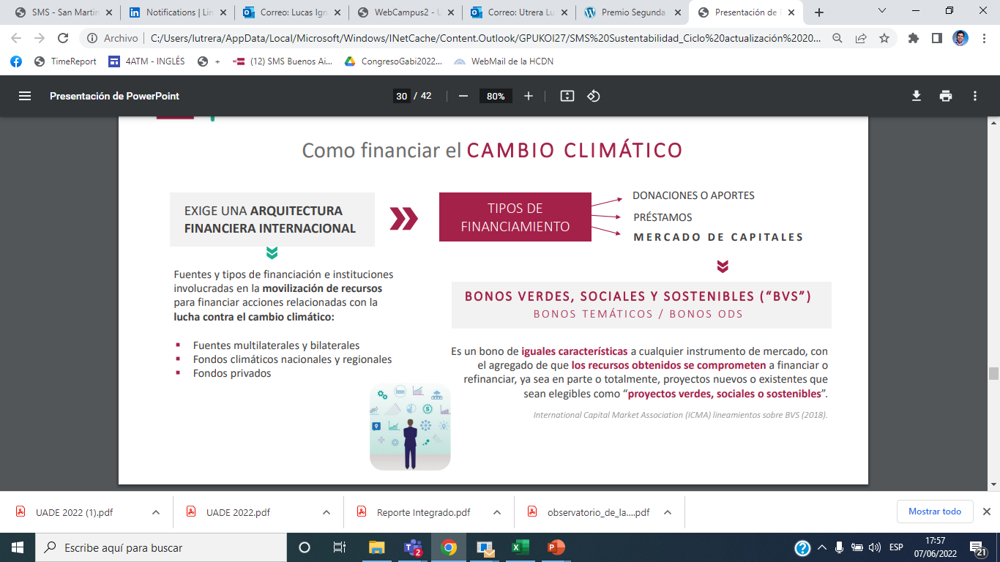 SMS - San Martin
Notifications | Lin
Correo: Lucas Ign
WebCampus2 - U
Correo: Utrera Lu
Premio Segunda
Presentación de
Archivo
C:/Users/lutrera/AppData/Local/Microsoft/Windows/INetCache/Content.Outlook/GPUKOI27/SMS%20Sustentabilidad_Ciclo%20actualización%2020...
TimeReport
4ATM - INGLÉS
+
(12) SMS Buenos Ai...
CongresoGabi2022...
WebMail de la HCDN
Presentación de PowerPoint
30 / 42
80%
Como financiar el CAMBIO CLIMÁTICO
EXIGE UNA ARQUITECTURA
FINANCIERA INTERNACIONAL
TIPOS DE
FINANCIAMIENTO
DONACIONES O APORTES
PRÉSTAMOS
MERCADO DE CAPITALES
Fuentes y tipos de financiación e instituciones
involucradas en la movilización de recursos
para financiar acciones relacionadas con la
lucha contra el cambio climático:
▪ Fuentes multilaterales y bilaterales
▪ Fondos climáticos nacionales y regionales
▪ Fondos privados
BONOS VERDES, SOCIALES Y SOSTENIBLES (“BVS”)
BONOS TEMÁTICOS / BONOS ODS
Es un bono de iguales características a cualquier instrumento de mercado, con
el agregado de que los recursos obtenidos se comprometen a financiar o
refinanciar, ya sea en parte o totalmente, proyectos nuevos o existentes que
sean elegibles como “proyectos verdes, sociales o sostenibles”.
International Capital Market Association (ICMA) lineamientos sobre BVS (2018).
UADE 2022 (1).pdf
UADE 2022.pdf
Reporte Integrado.pdf
observatorio_de_la....pdf
Mostrar todo
Escribe aquí para buscar
2
ESP
17:57
07/06/2022
21